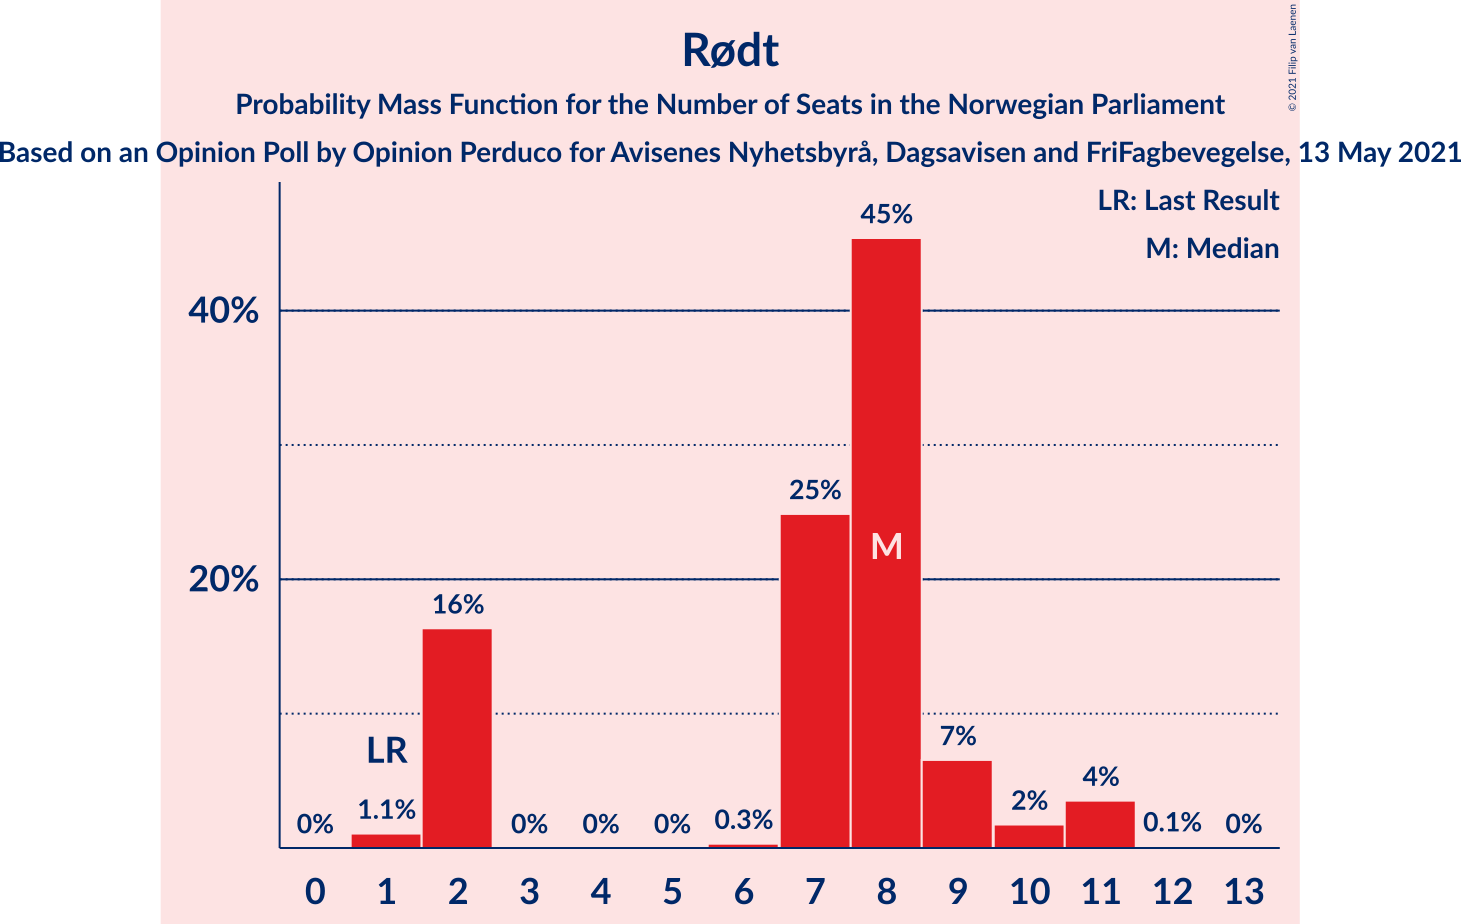 Rødt
Probability Mass Function for the Number of Seats in the Norwegian Parliament
Based on an Opinion Poll by Opinion Perduco for Avisenes Nyhetsbyrå, Dagsavisen and FriFagbevegelse, 13 May 2021
© 2021 Filip van Laenen
LR: Last Result
M: Median
45%
40%
25%
M
20%
16%
7%
LR
4%
2%
0% 1.1% 0% 0% 0% 0.3% 0.1% 0%
0 1 2 3 4 5 6 7 8 9 10 11 12 13